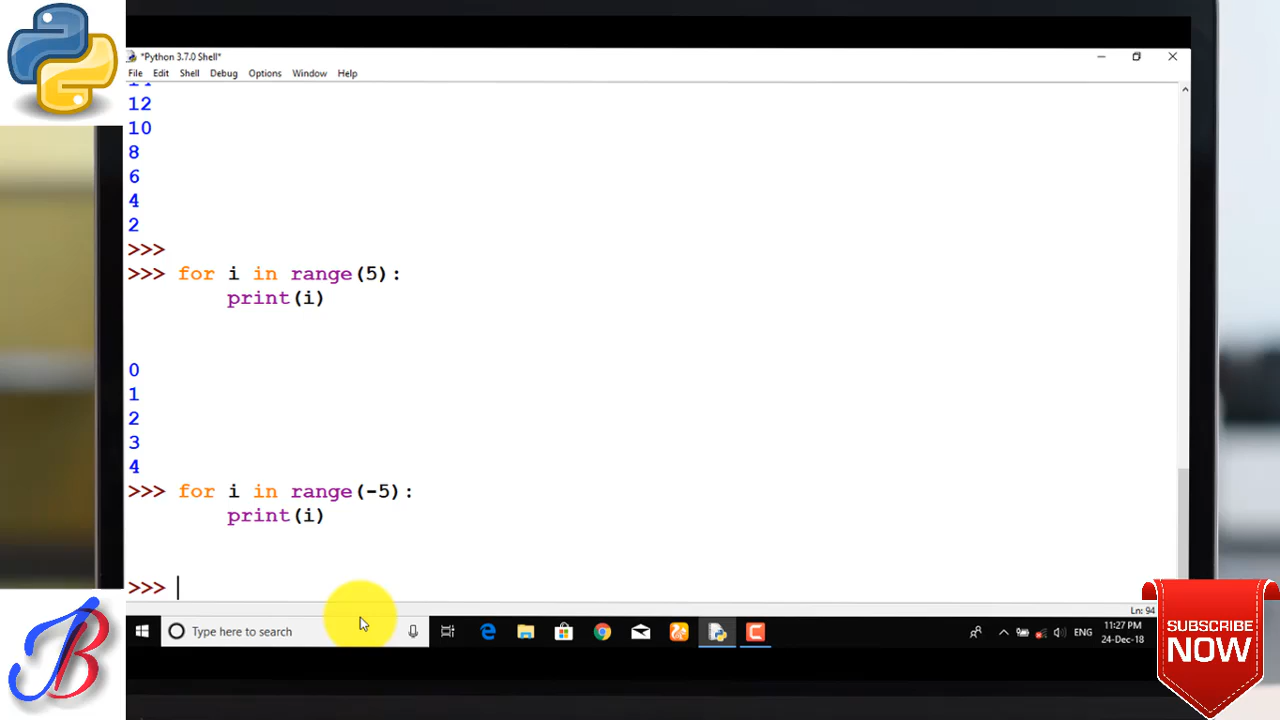 *Python 3.7.0 Shell*
File Edit Shell Debug Options Window Help
12
10
8
6
4
2
>>>
>>> for i in range(5):
print(i)
0
1
2
3
4
>>> for i in range(-5):
print(i)
>>>
Ln: 94
Type here to search
ENG
11:27 PM
24-Dec-18
SUBSCRIBE
NOW
B